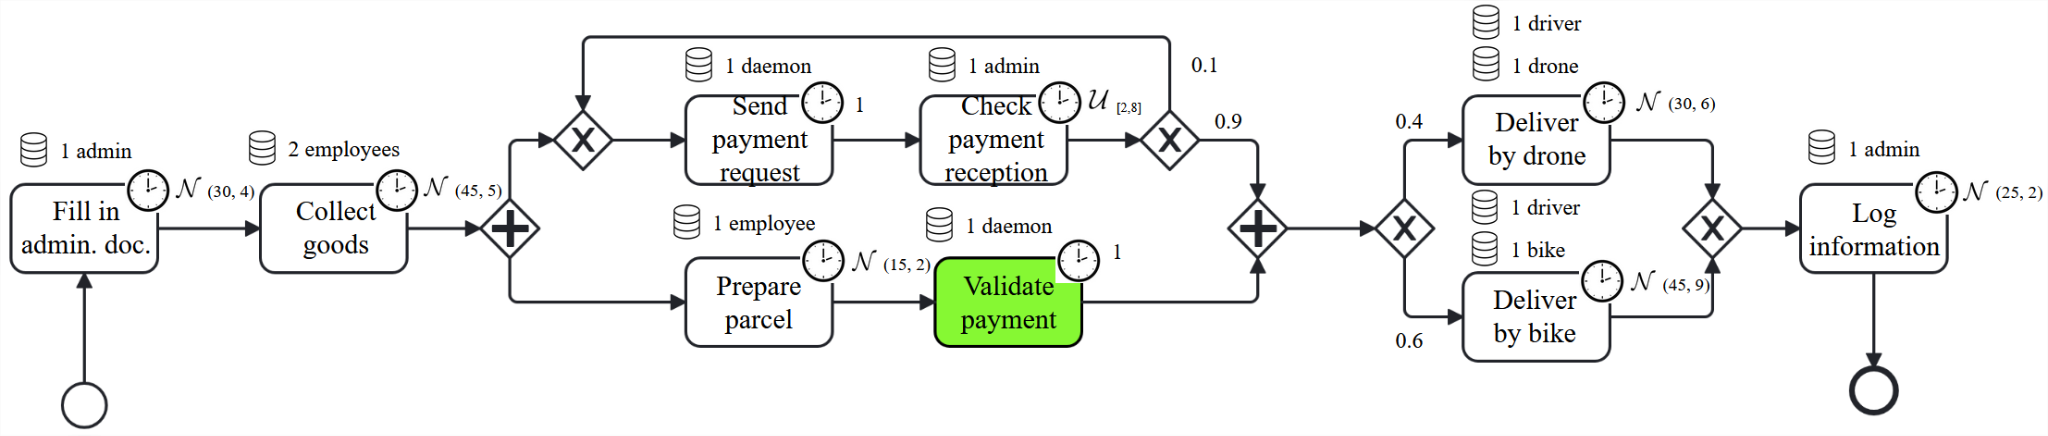 1 admin
N (30, 4)
Fill in
admin. doc.
2 employees
N (45, 5)
Collect
goods
1 daemon
1
Send
payment
request
1 admin
U [2,8]
Check
payment
reception
0.1
0.9
1 employee
N (15, 2)
Prepare
parcel
1 daemon
1
Validate
payment
0.4
0.6
1 driver
1 drone
N (30, 6)
Deliver
by drone
1 driver
1 bike
N (45, 9)
Deliver
by bike
1 admin
N (25, 2)
Log
information